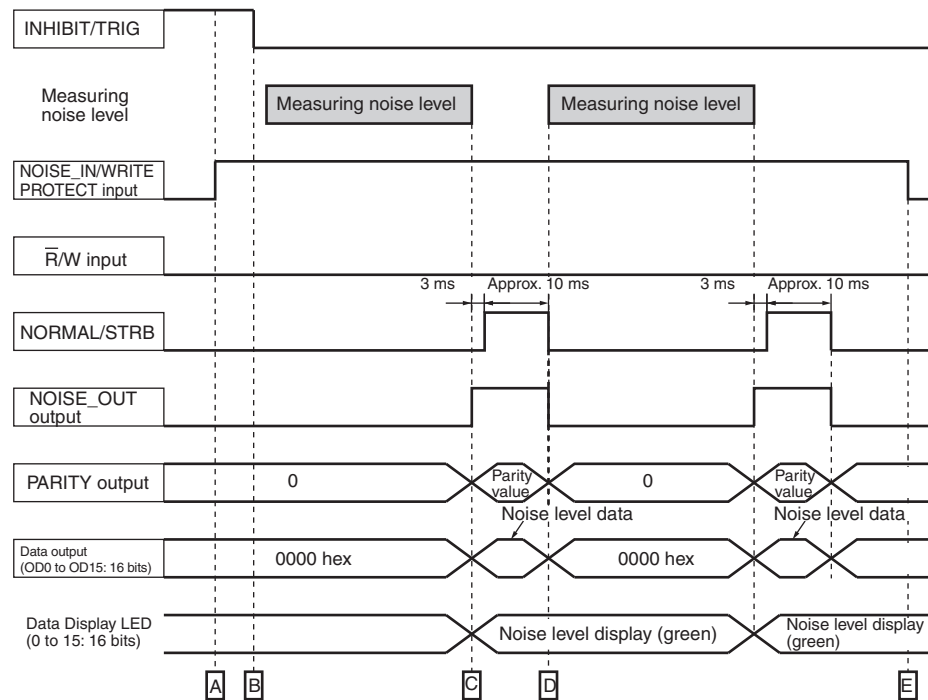 INHIBIT/TRIG
Measuring
noise level
Measuring noise level
Measuring noise level
NOISE_IN/WRITE
PROTECT input
R̅/W input
3 ms
Approx. 10 ms
3 ms
Approx. 10 ms
NORMAL/STRB
NOISE_OUT
output
PARITY output
0
Parity
value
0
Parity
value
Noise level data
Noise level data
Data output
(OD0 to OD15: 16 bits)
0000 hex
0000 hex
Data Display LED
(0 to 15: 16 bits)
Noise level display (green)
Noise level display
(green)
A
B
C
D
E